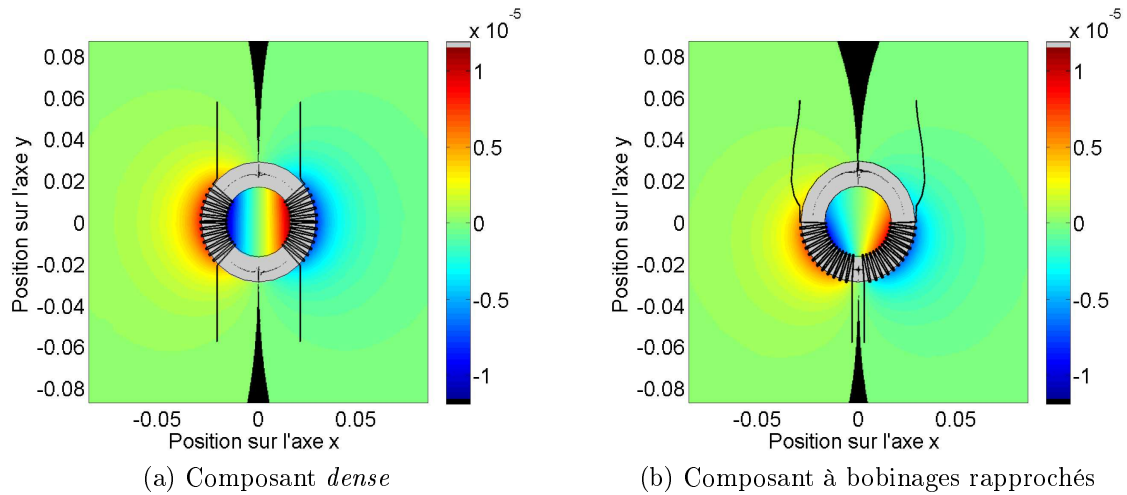 x 10-5
0.08
0.06
0.04
0.02
0
-0.02
-0.04
-0.06
-0.08
Position sur l'axe y
-0.05 0 0.05
Position sur l'axe x
1
0.5
0
-0.5
-1
(a) Composant dense
x 10-5
0.08
0.06
0.04
0.02
0
-0.02
-0.04
-0.06
-0.08
Position sur l'axe y
-0.05 0 0.05
Position sur l'axe x
1
0.5
0
-0.5
-1
(b) Composant à bobinages rapprochés